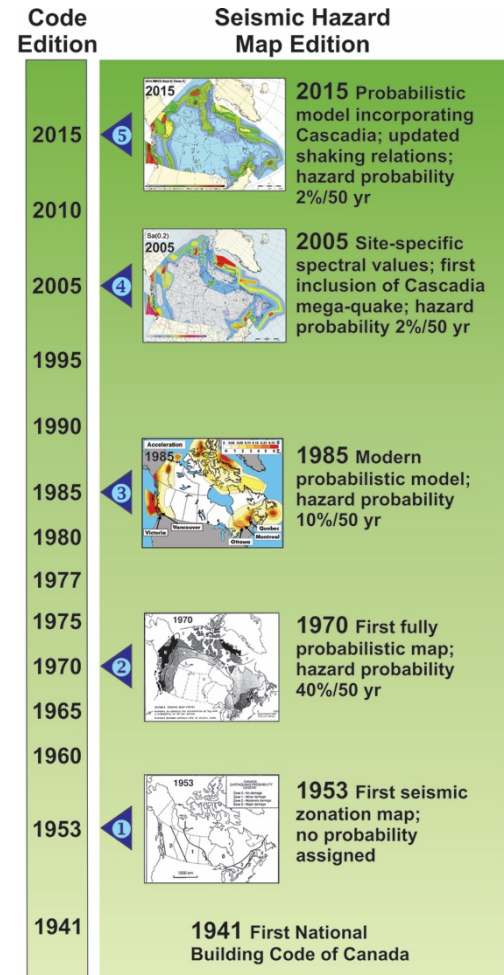 Code
Edition
Seismic Hazard
Map Edition
2015
2015
5
2015 Probabilistic
model incorporating
Cascadia; updated
shaking relations;
hazard probability
2%/50 yr
2010
Sa(0.2)
2005
2005
4
2005 Site-specific
spectral values; first
inclusion of Cascadia
mega-quake; hazard
probability 2%/50 yr
1995
1990
Acceleration
1985
1985
3
Victoria
Vancouver
Ottawa
Quebec
Montreal
1985 Modern
probabilistic model;
hazard probability
10%/50 yr
1980
1977
1975
1970
1970
2
1970 First fully
probabilistic map;
hazard probability
40%/50 yr
1965
1960
1953
1953
1
1953 First seismic
zonation map;
no probability
assigned
1941
1941 First National
Building Code of Canada